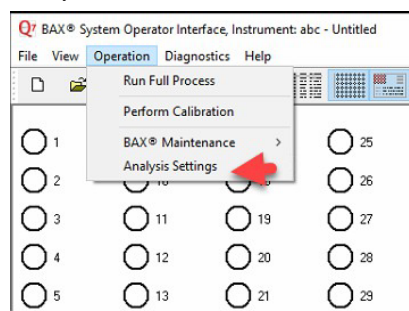 Q7 BAX® System Operator Interface, Instrument: abc - Untitled
File View Operation Diagnostics Help
Run Full Process
Perform Calibration
BAX® Maintenance >
Analysis Settings
1 25
2 26
3 11 19 27
4 12 20 28
5 13 21 29